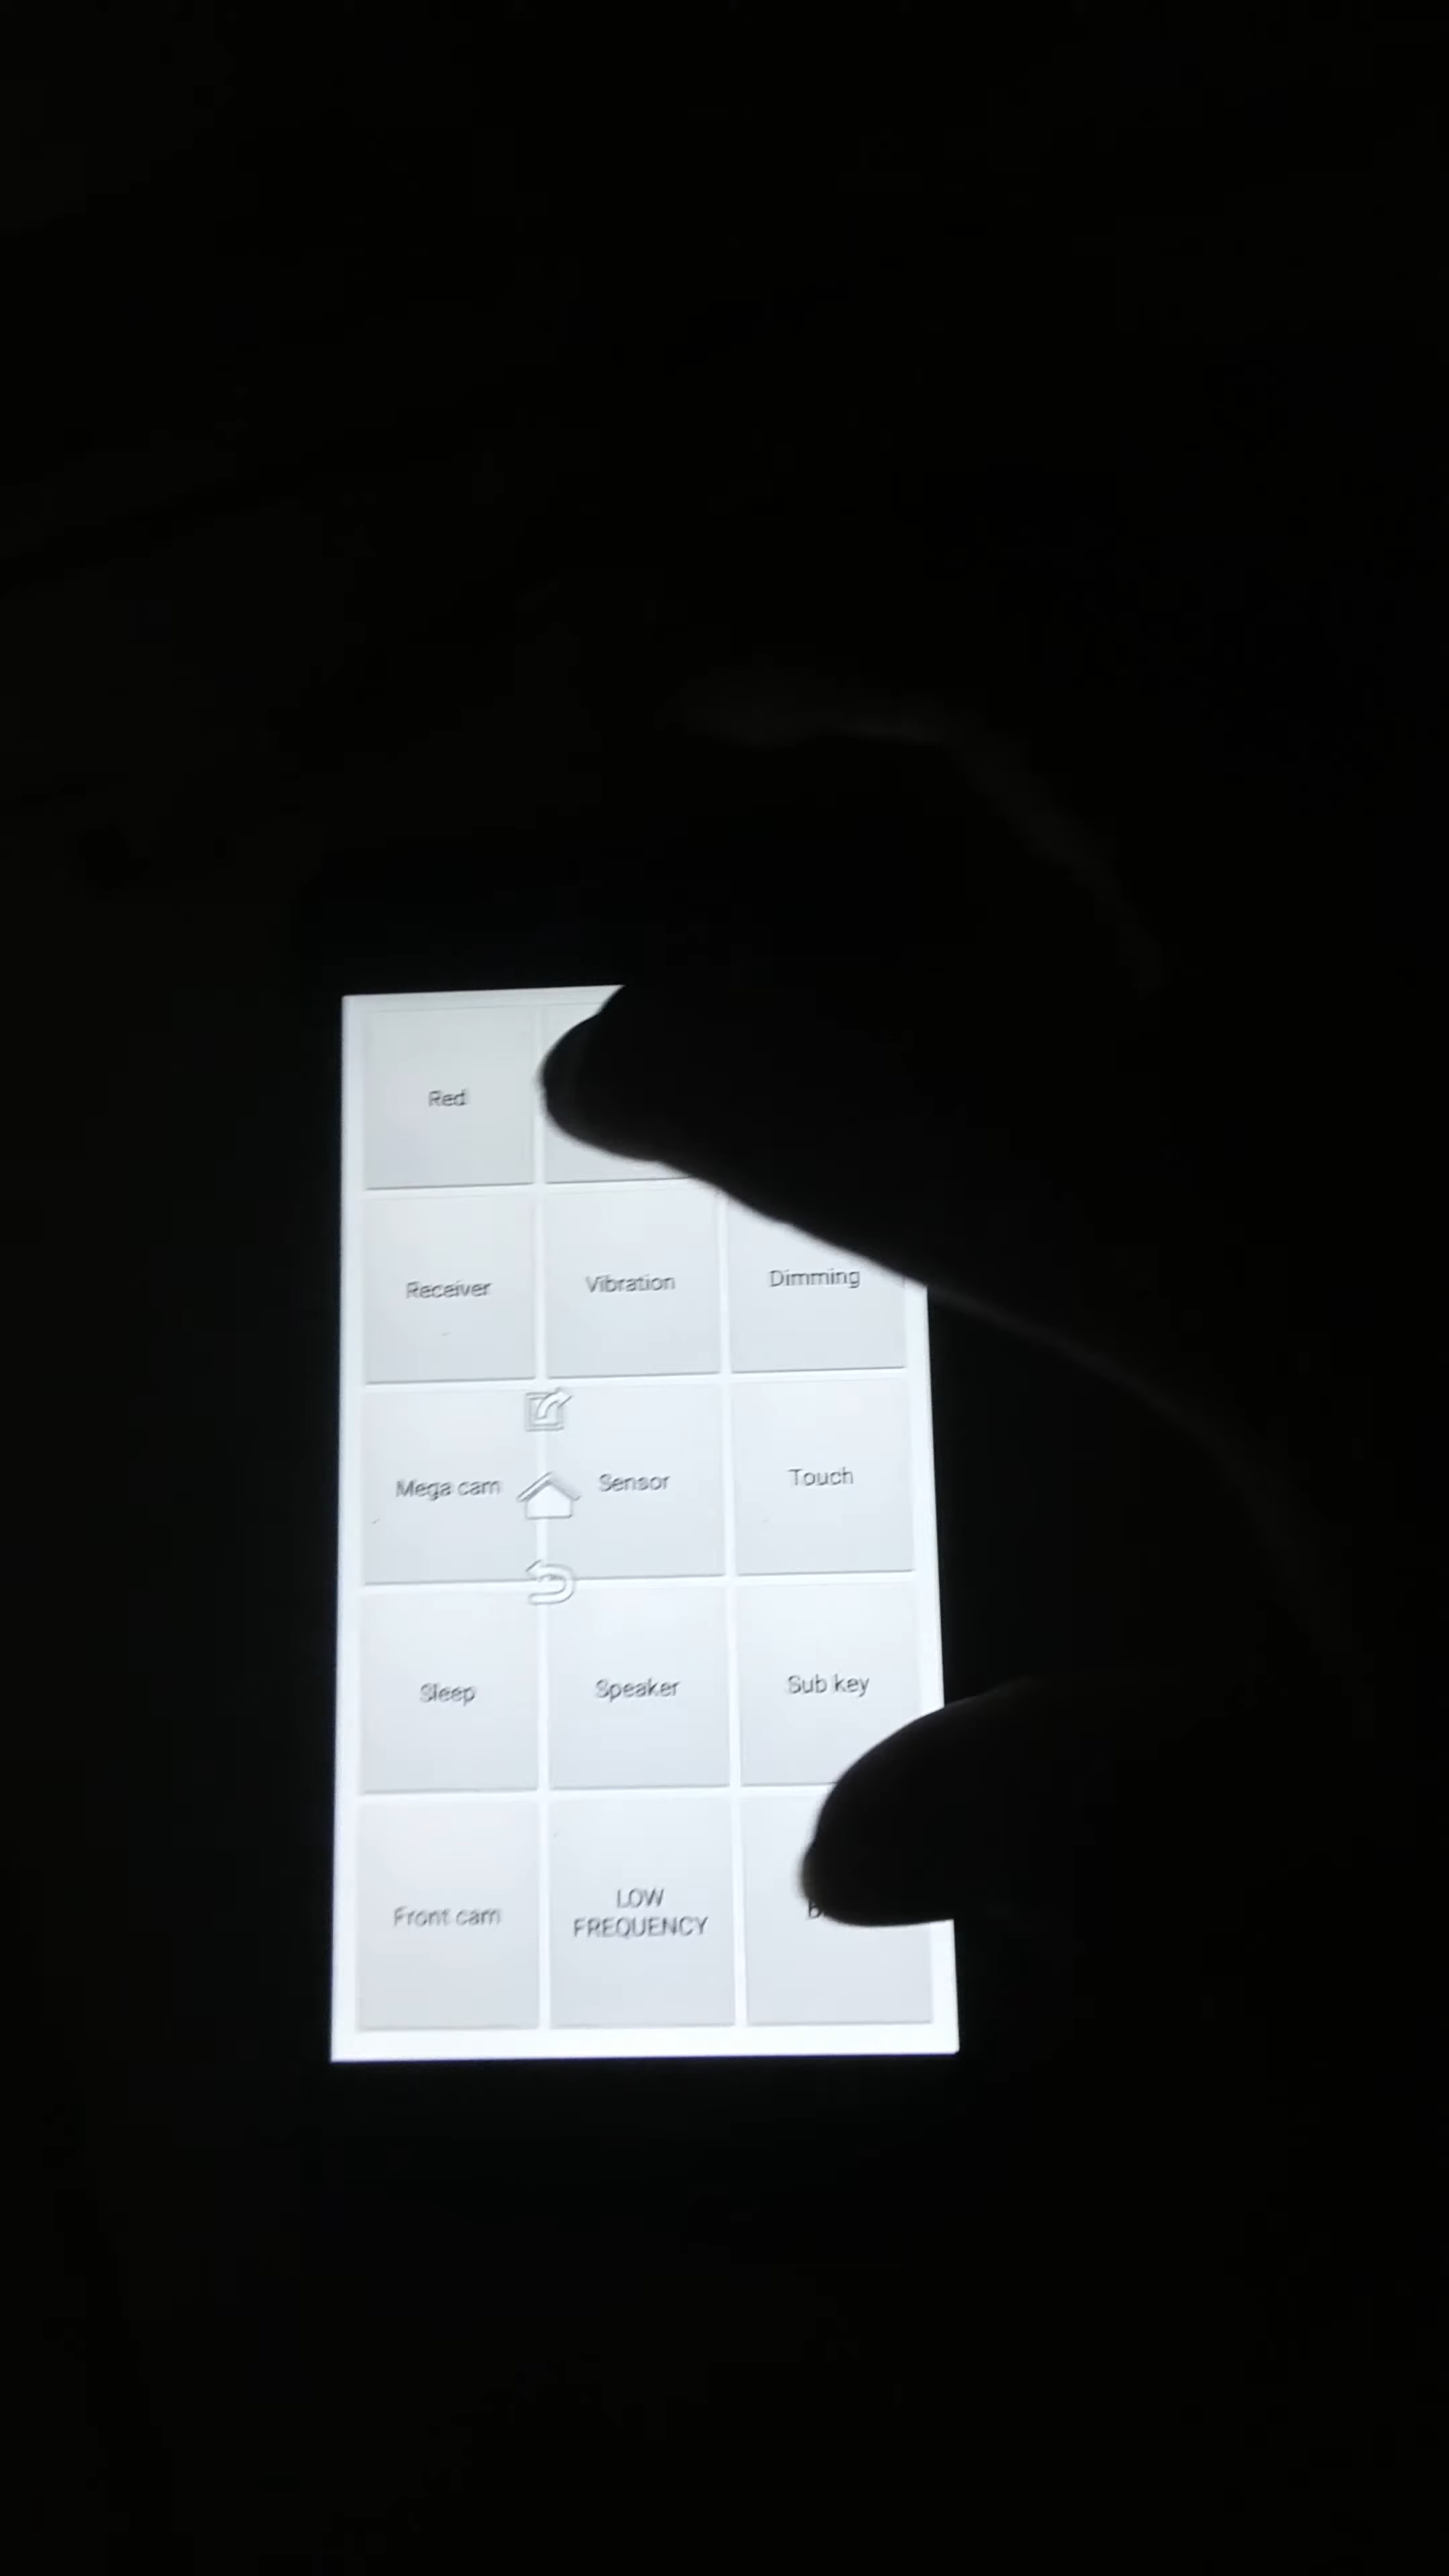 Red
Receiver
Vibration
Dimming
Mega cam
Sensor
Touch
Sleep
Speaker
Sub key
Front cam
LOW
FREQUENCY